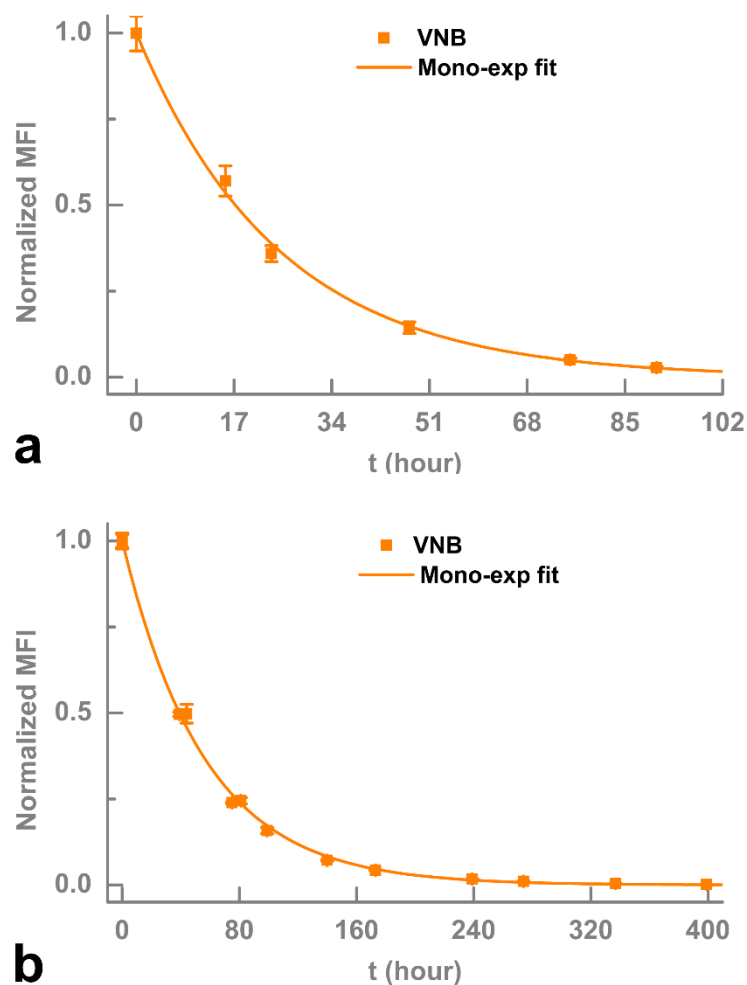 VNB
Mono-exp fit
1.0
0.5
0.0
Normalized MFI
0 17 34 51 68 85 102
t (hour)
a
VNB
Mono-exp fit
1.0
0.5
0.0
Normalized MFI
0 80 160 240 320 400
t (hour)
b